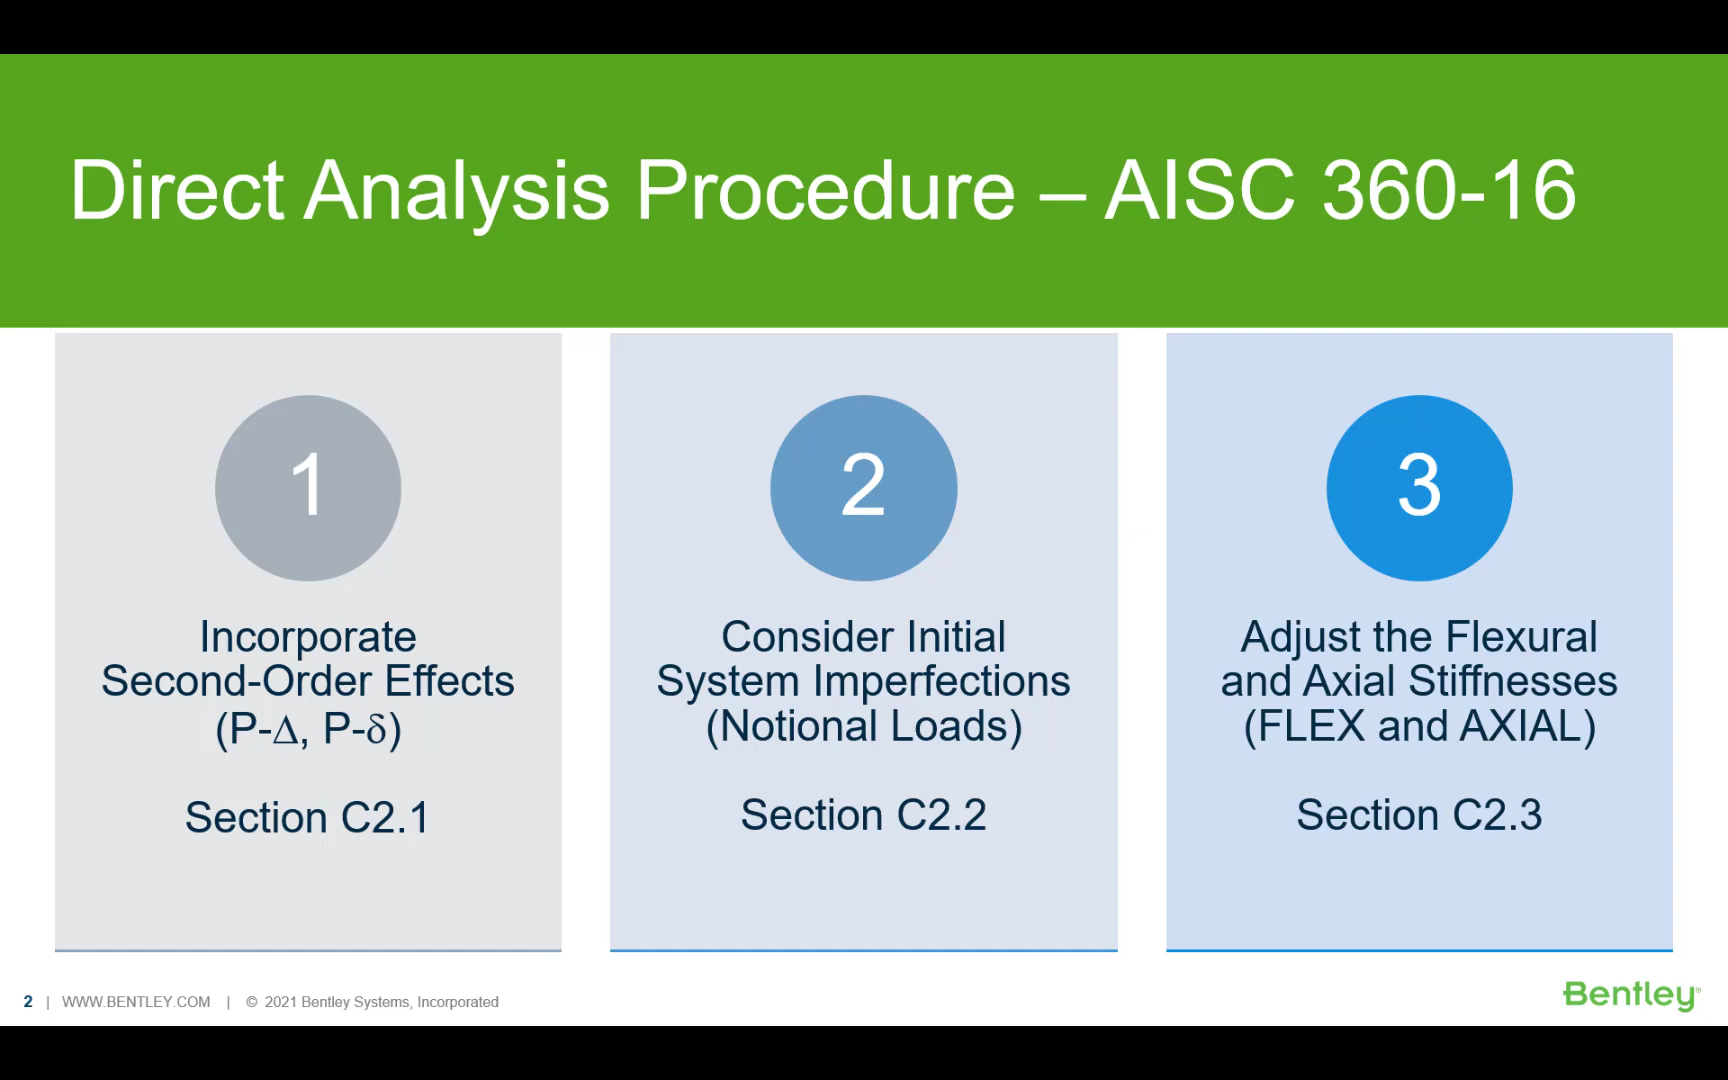 Direct Analysis Procedure – AISC 360-16
1
Incorporate
Second-Order Effects
(P-Δ, P-δ)
Section C2.1
2
Consider Initial
System Imperfections
(Notional Loads)
Section C2.2
3
Adjust the Flexural
and Axial Stiffnesses
(FLEX and AXIAL)
Section C2.3
2 | WWW.BENTLEY.COM | © 2021 Bentley Systems, Incorporated
Bentley®